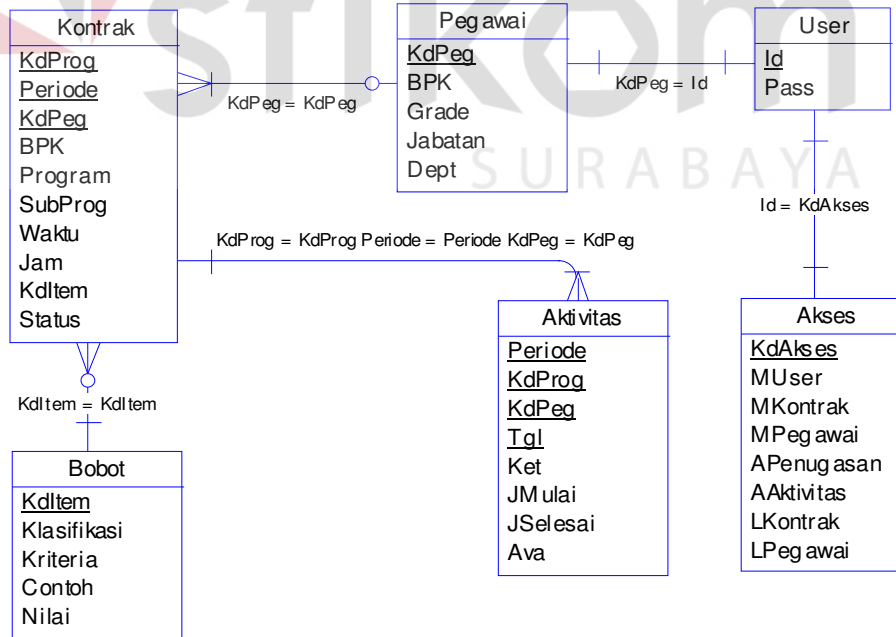 stikom
SURABAYA
Kontrak
KdProg
Periode
KdPeg
BPK
Program
SubProg
Waktu
Jam
KdItem
Status
KdPeg = KdPeg
Pegawai
KdPeg
BPK
Grade
Jabatan
Dept
KdPeg = Id
User
Id
Pass
Id = KdAkses
KdProg = KdProg Periode = Periode KdPeg = KdPeg
Aktivitas
Periode
KdProg
KdPeg
Tgl
Ket
JMulai
JSelesai
Ava
Akses
KdAkses
MUser
MKontrak
MPegawai
APenugasan
AAktivitas
LKontrak
LPegawai
KdItem = KdItem
Bobot
KdItem
Klasifikasi
Kriteria
Contoh
Nilai